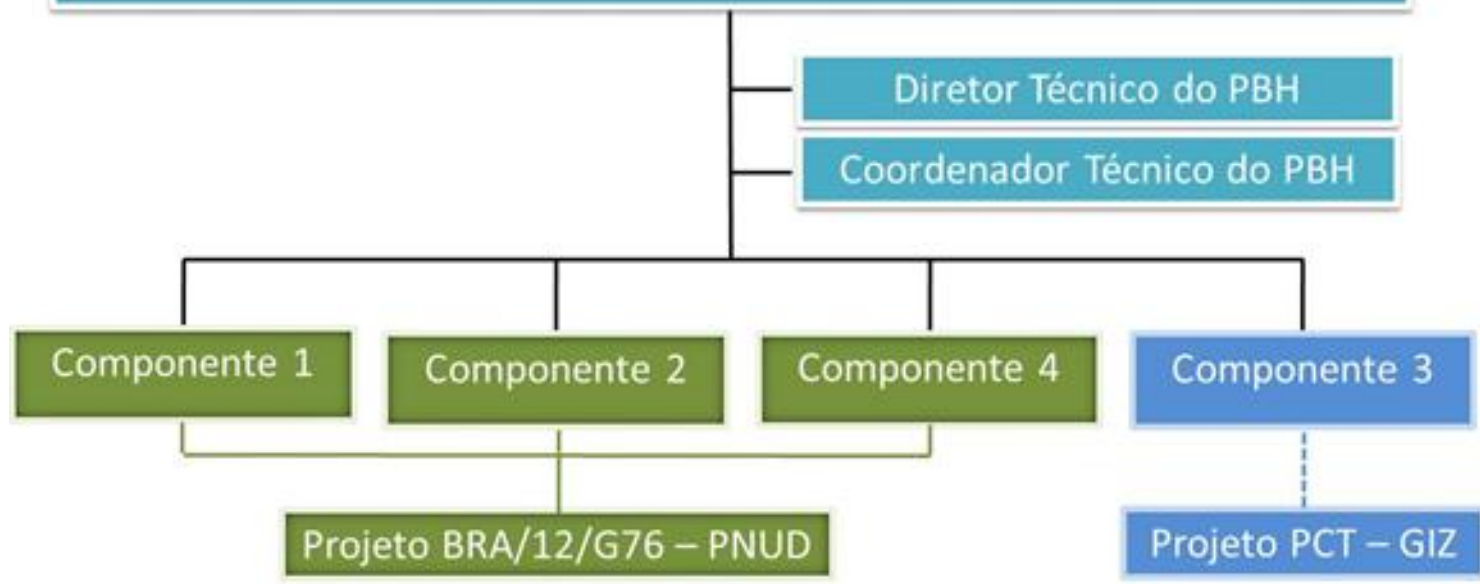 Diretor Técnico do PBH
Coordenador Técnico do PBH
Componente 1
Componente 2
Componente 4
Componente 3
Projeto BRA/12/G76 – PNUD
Projeto PCT – GIZ